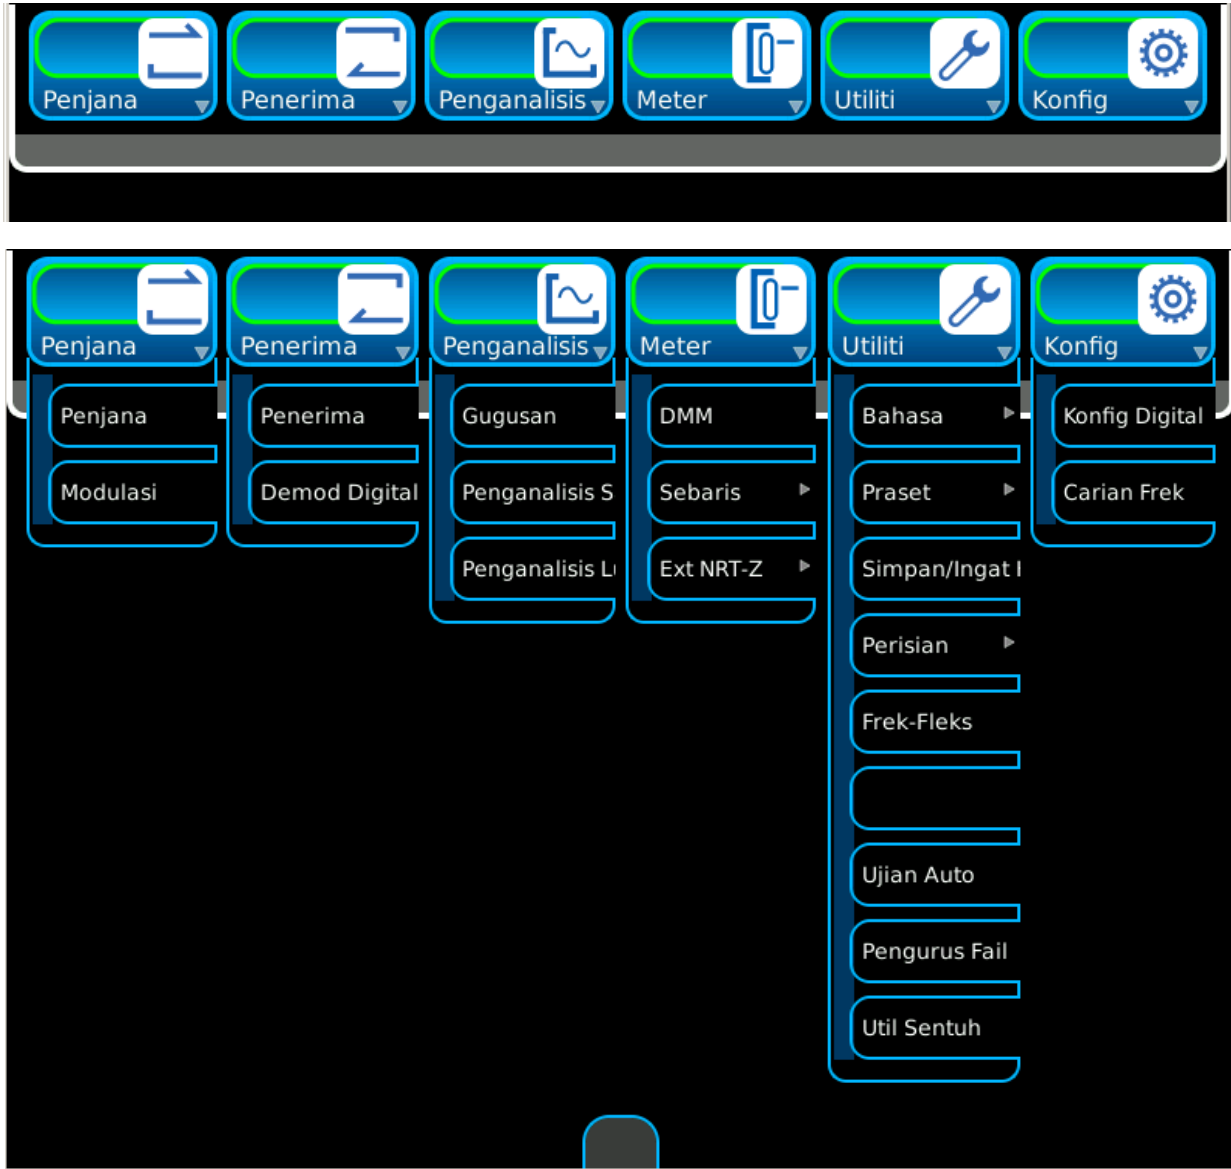 Penjana
Penerima
Penganalisis
Meter
Utiliti
Konfig
Penjana
Penerima
Penganalisis
Meter
Utiliti
Konfig
Penjana
Modulasi
Penerima
Demod Digital
Gugusan
Penganalisis S
Penganalisis L
DMM
Sebaris
Ext NRT-Z
Bahasa
Praset
Simpan/Ingat
Perisian
Frek-Fleks
Ujian Auto
Pengurus Fail
Util Sentuh
Konfig Digital
Carian Frek